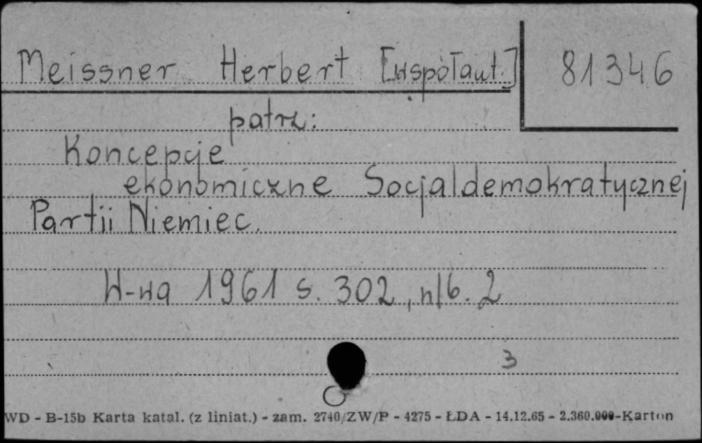 Meissner Herbert [współaut.] 81346
patrz:
Koncepcje
ekonomiczne Socjaldemokratycznej
Partii Niemiec.
W-wa 1961 s. 302, nlb. 2
3
WD - B-15b Karta katal. (z liniat.) - zam. 2740/ZW/P - 4275 - ŁDA - 14.12.65 - 2.360.000-Karton